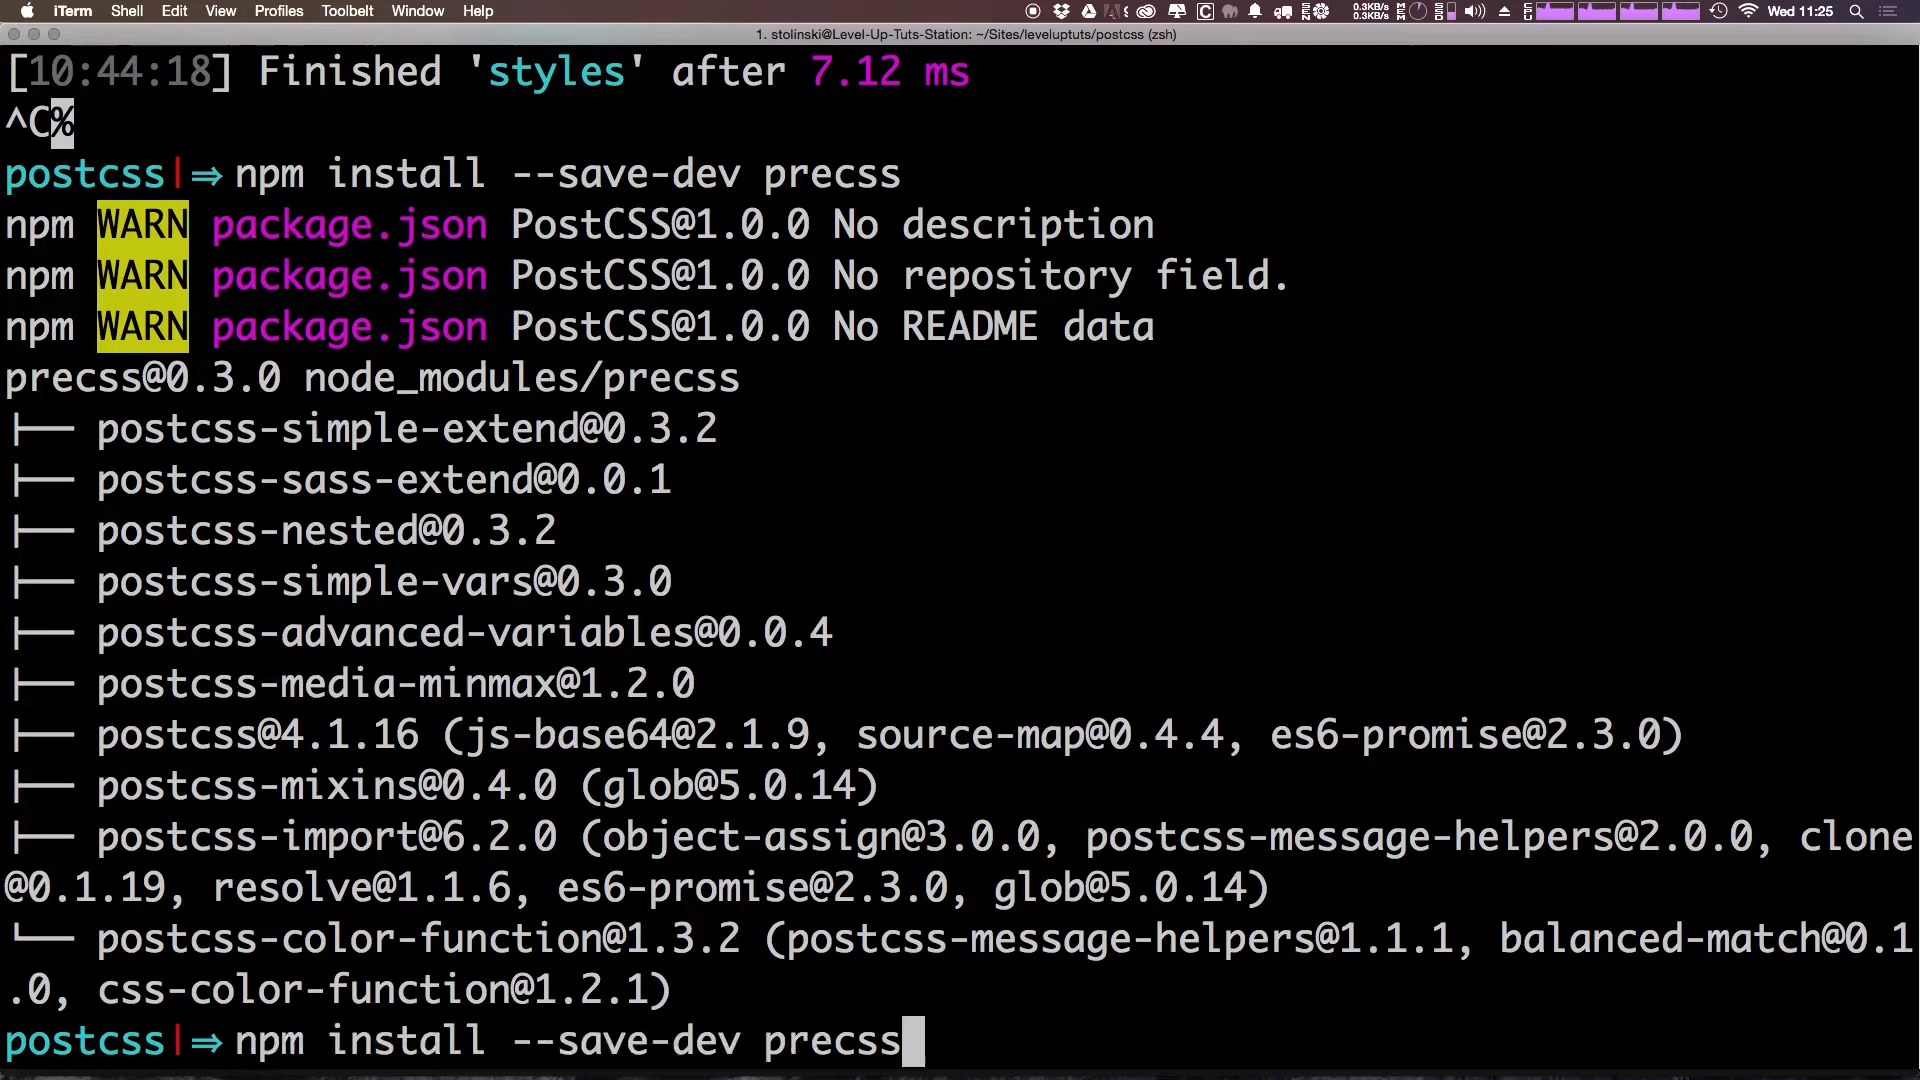 iTerm Shell Edit View Profiles Toolbelt Window Help 0.3KB/s 0.3KB/s Wed 11:25
1. stolinski@Level-Up-Tuts-Station: ~/Sites/leveluptuts/postcss (zsh)
[10:44:18] Finished 'styles' after 7.12 ms
^C%
postcss|⇒ npm install --save-dev precss
npm WARN package.json PostCSS@1.0.0 No description
npm WARN package.json PostCSS@1.0.0 No repository field.
npm WARN package.json PostCSS@1.0.0 No README data
precss@0.3.0 node_modules/precss
├── postcss-simple-extend@0.3.2
├── postcss-sass-extend@0.0.1
├── postcss-nested@0.3.2
├── postcss-simple-vars@0.3.0
├── postcss-advanced-variables@0.0.4
├── postcss-media-minmax@1.2.0
├── postcss@4.1.16 (js-base64@2.1.9, source-map@0.4.4, es6-promise@2.3.0)
├── postcss-mixins@0.4.0 (glob@5.0.14)
├── postcss-import@6.2.0 (object-assign@3.0.0, postcss-message-helpers@2.0.0, clone
@0.1.19, resolve@1.1.6, es6-promise@2.3.0, glob@5.0.14)
└── postcss-color-function@1.3.2 (postcss-message-helpers@1.1.1, balanced-match@0.1
.0, css-color-function@1.2.1)
postcss|⇒ npm install --save-dev precss